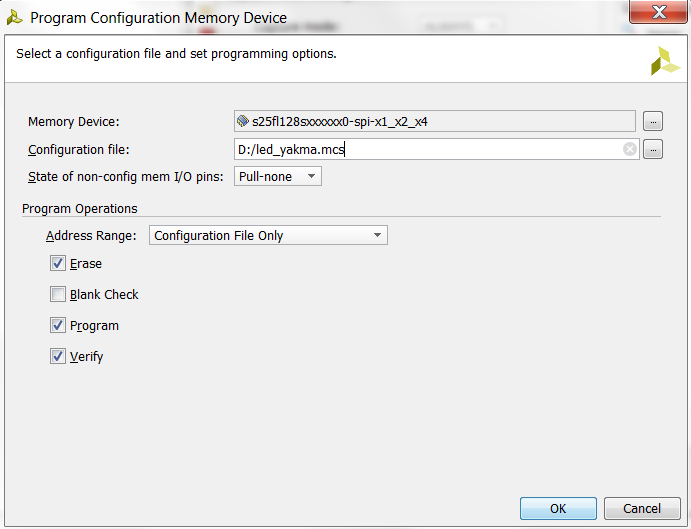 Program Configuration Memory Device
Select a configuration file and set programming options.
Memory Device: s25fl128sxxxxxx0-spi-x1_x2_x4 ...
Configuration file: D:/led_yakma.mcs ...
State of non-config mem I/O pins: Pull-none
Program Operations
Address Range: Configuration File Only
Erase
Blank Check
Program
Verify
OK Cancel